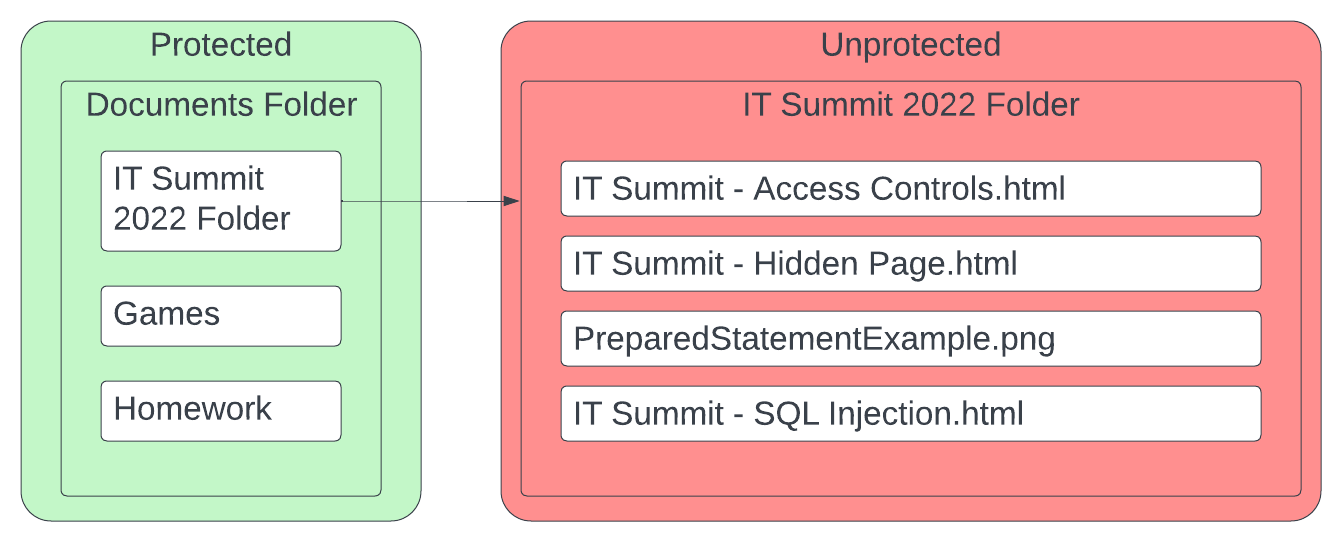 Protected
Documents Folder
IT Summit
2022 Folder
Games
Homework
Unprotected
IT Summit 2022 Folder
IT Summit - Access Controls.html
IT Summit - Hidden Page.html
PreparedStatementExample.png
IT Summit - SQL Injection.html